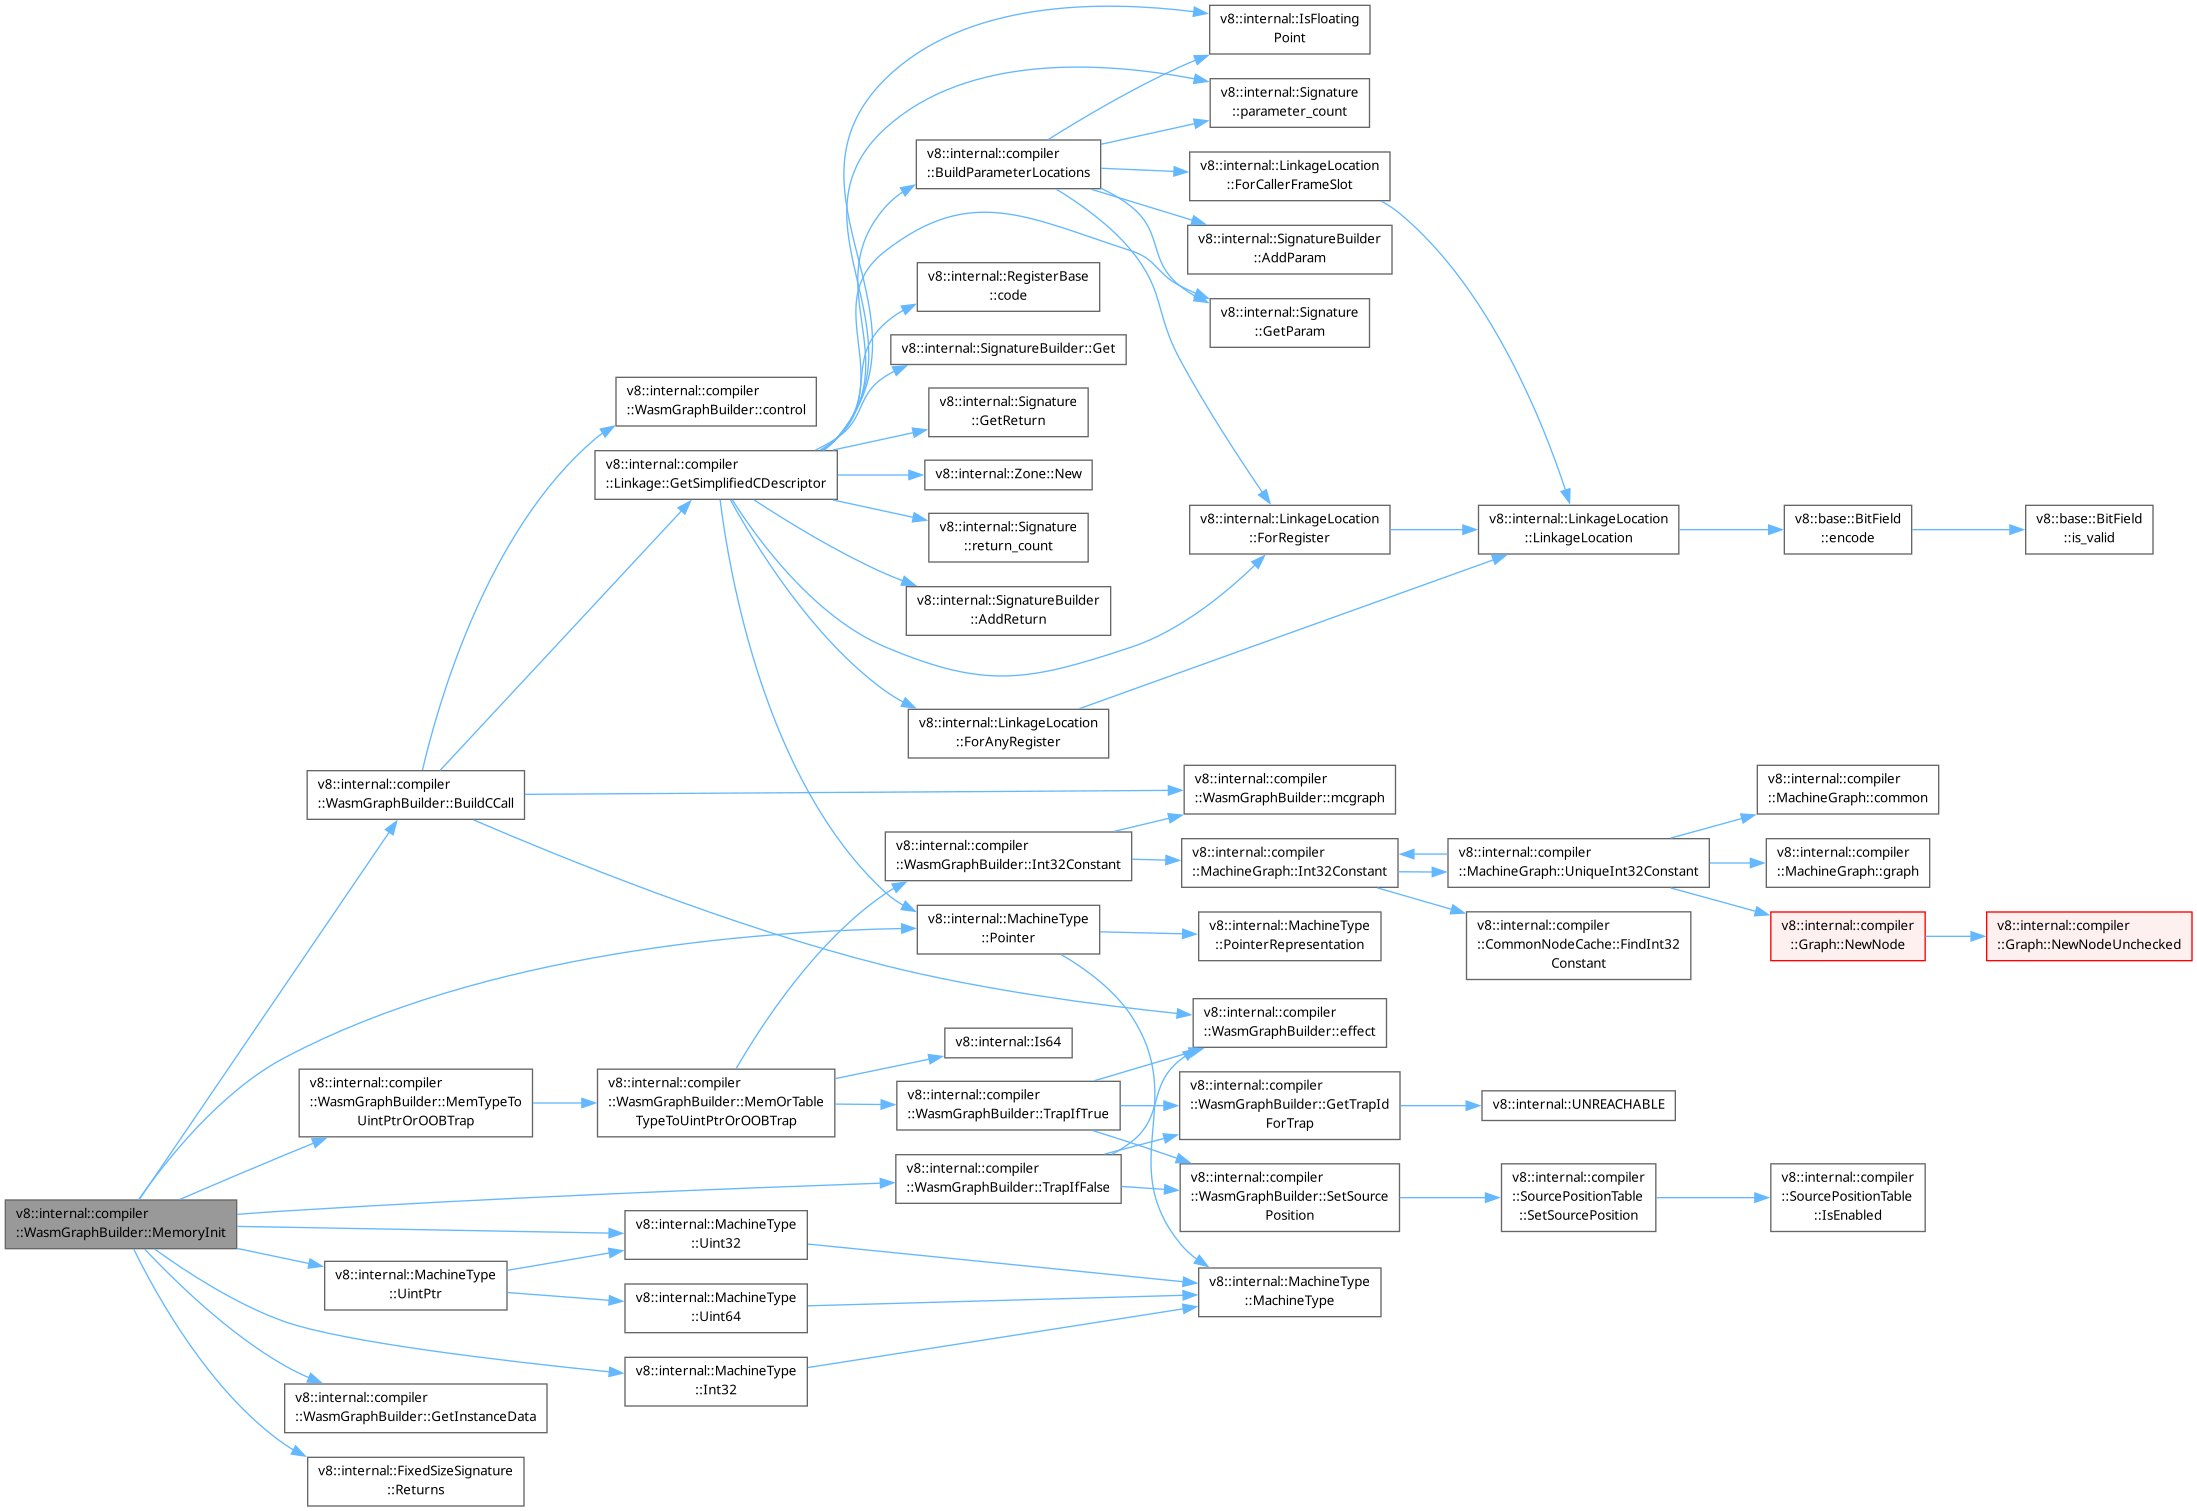 v8::internal::IsFloating
Point
v8::internal::Signature
::parameter_count
v8::internal::compiler
::BuildParameterLocations
v8::internal::LinkageLocation
::ForCallerFrameSlot
v8::internal::SignatureBuilder
::AddParam
v8::internal::RegisterBase
::code
v8::internal::Signature
::GetParam
v8::internal::SignatureBuilder::Get
v8::internal::compiler
::WasmGraphBuilder::control
v8::internal::Signature
::GetReturn
v8::internal::compiler
::Linkage::GetSimplifiedCDescriptor
v8::internal::Zone::New
v8::internal::Signature
::return_count
v8::internal::LinkageLocation
::ForRegister
v8::internal::LinkageLocation
::LinkageLocation
v8::base::BitField
::encode
v8::base::BitField
::is_valid
v8::internal::SignatureBuilder
::AddReturn
v8::internal::LinkageLocation
::ForAnyRegister
v8::internal::compiler
::WasmGraphBuilder::BuildCCall
v8::internal::compiler
::WasmGraphBuilder::mcgraph
v8::internal::compiler
::MachineGraph::common
v8::internal::compiler
::WasmGraphBuilder::Int32Constant
v8::internal::compiler
::MachineGraph::Int32Constant
v8::internal::compiler
::MachineGraph::UniqueInt32Constant
v8::internal::compiler
::MachineGraph::graph
v8::internal::MachineType
::Pointer
v8::internal::MachineType
::PointerRepresentation
v8::internal::compiler
::CommonNodeCache::FindInt32
Constant
v8::internal::compiler
::Graph::NewNode
v8::internal::compiler
::Graph::NewNodeUnchecked
v8::internal::compiler
::WasmGraphBuilder::effect
v8::internal::Is64
v8::internal::compiler
::WasmGraphBuilder::MemTypeTo
UintPtrOrOOBTrap
v8::internal::compiler
::WasmGraphBuilder::MemOrTable
TypeToUintPtrOrOOBTrap
v8::internal::compiler
::WasmGraphBuilder::TrapIfTrue
v8::internal::compiler
::WasmGraphBuilder::GetTrapId
ForTrap
v8::internal::UNREACHABLE
v8::internal::compiler
::WasmGraphBuilder::TrapIfFalse
v8::internal::compiler
::WasmGraphBuilder::SetSource
Position
v8::internal::compiler
::SourcePositionTable
::SetSourcePosition
v8::internal::compiler
::SourcePositionTable
::IsEnabled
v8::internal::compiler
::WasmGraphBuilder::MemoryInit
v8::internal::MachineType
::Uint32
v8::internal::MachineType
::UintPtr
v8::internal::MachineType
::Uint64
v8::internal::MachineType
::MachineType
v8::internal::MachineType
::Int32
v8::internal::compiler
::WasmGraphBuilder::GetInstanceData
v8::internal::FixedSizeSignature
::Returns